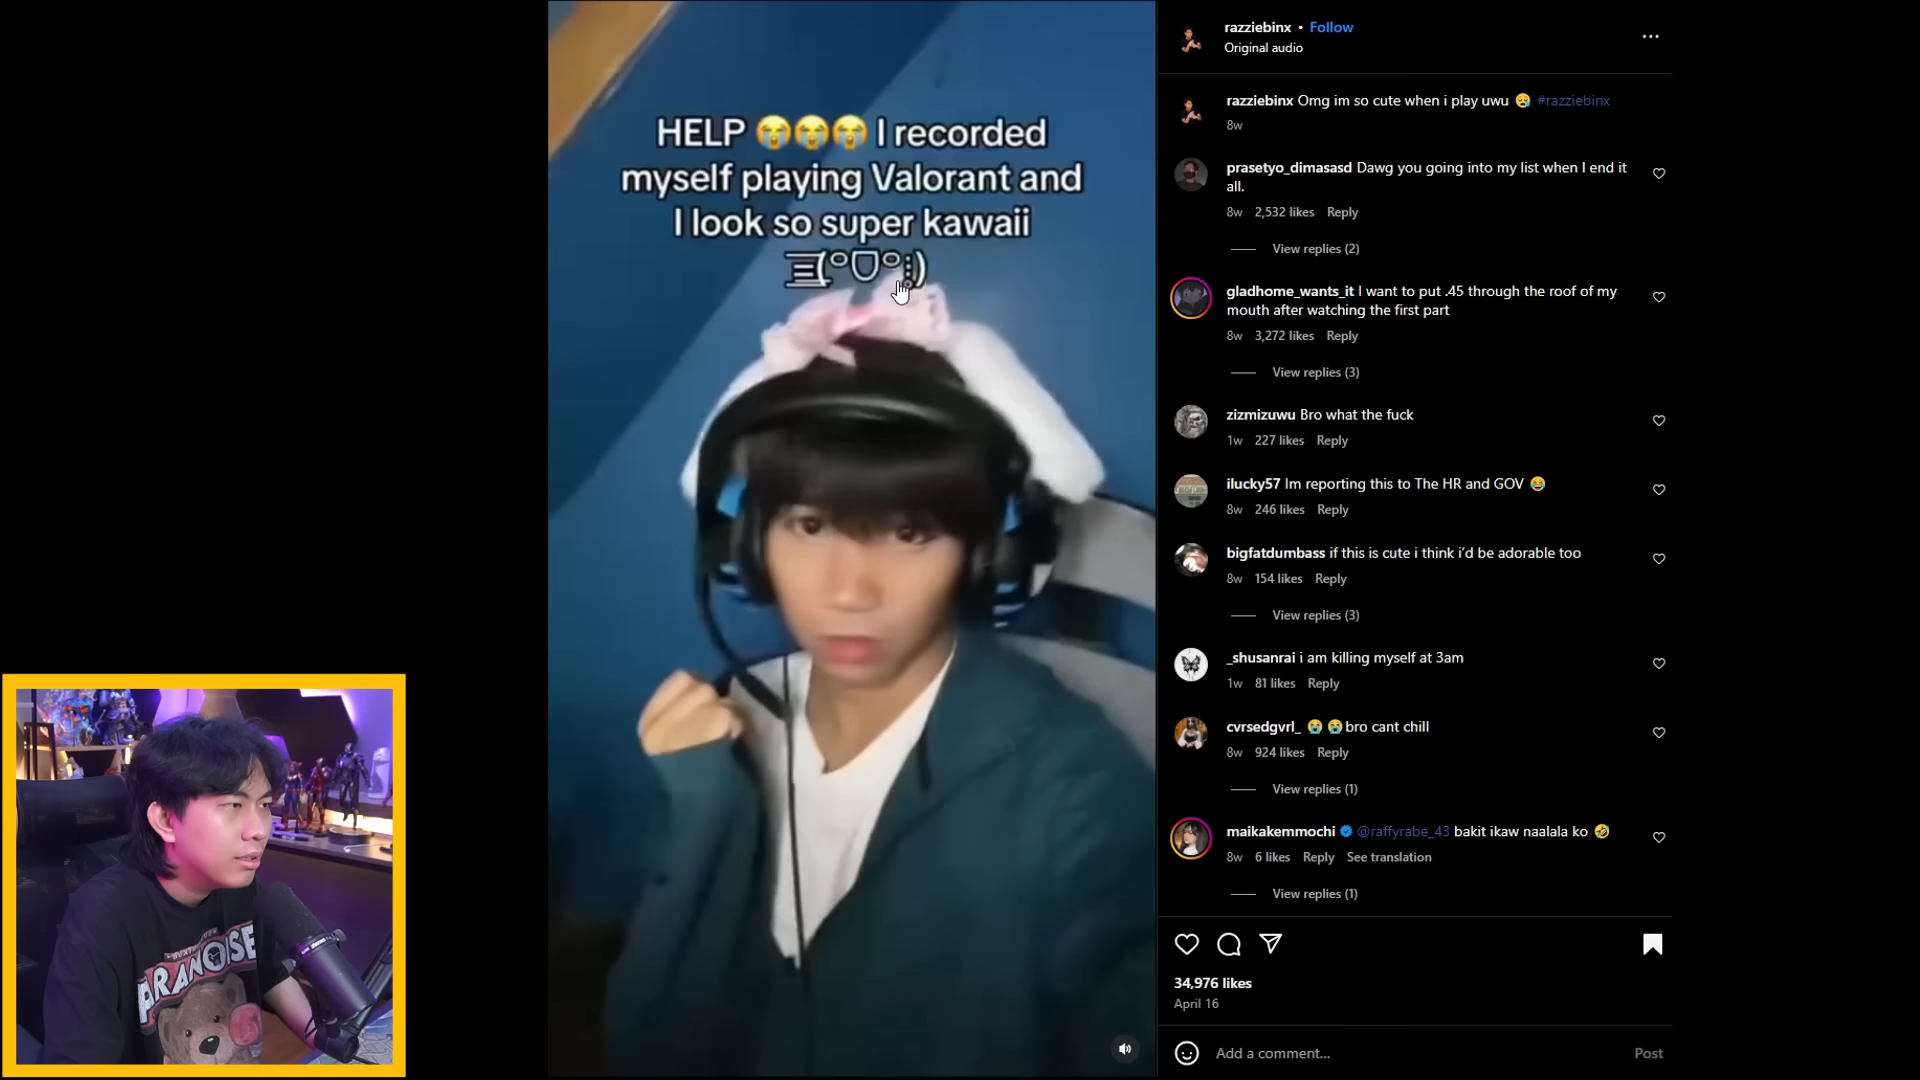 HELP 😭😭😭 I recorded
myself playing Valorant and
I look so super kawaii
razziebinx • Follow
Original audio
razziebinx Omg im so cute when i play uwu 😪 #razziebinx
8w
prasetyo_dimasasd Dawg you going into my list when I end it
all.
8w 2,532 likes Reply
View replies (2)
gladhome_wants_it I want to put .45 through the roof of my
mouth after watching the first part
8w 3,272 likes Reply
View replies (3)
zizmizuwu Bro what the fuck
1w 227 likes Reply
ilucky57 Im reporting this to The HR and GOV 😂
8w 246 likes Reply
bigfatdumbass if this is cute i think i’d be adorable too
8w 154 likes Reply
View replies (3)
_shusanrai i am killing myself at 3am
1w 81 likes Reply
cvrsedgvrl_ 😭 😭 bro cant chill
8w 924 likes Reply
View replies (1)
maikakemmochi @raffyrabe_43 bakit ikaw naalala ko 🤣
8w 6 likes Reply See translation
View replies (1)
34,976 likes
April 16
Add a comment... Post
PARANOISE